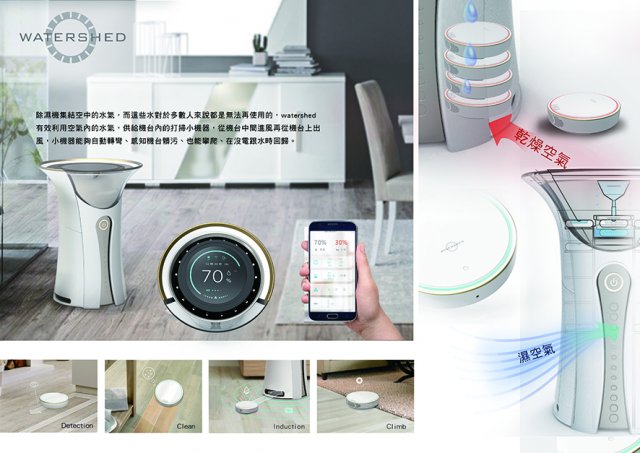 WATERSHED
除濕機集結空中的水氣，而這些水對於多數人來說都是無法再使用的，watershed
有效利用空氣內的水氣，供給機台內的打掃小機器，從機台中間進風再從機台上出
風，小機器能夠自動轉彎、感知機台髒污、也能攀爬、在沒電跟水時回歸。
70%
70% 30%
乾燥空氣
濕空氣
Detection
Clean
Induction
Climb